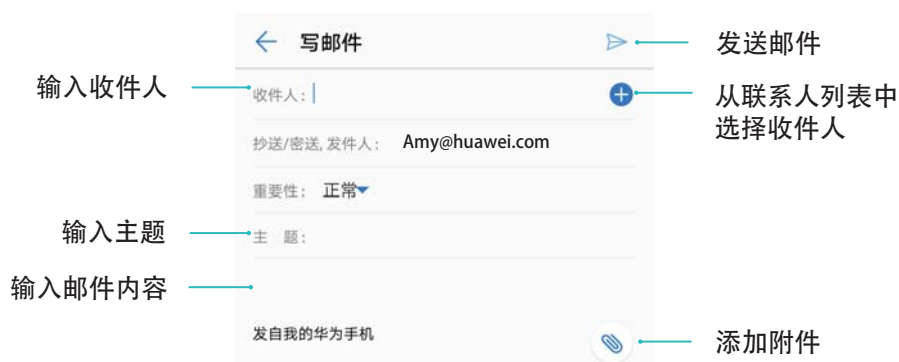 写邮件
发送邮件
输入收件人
收件人:
从联系人列表中
选择收件人
抄送/密送, 发件人: Amy@huawei.com
重要性: 正常
输入主题
主 题:
输入邮件内容
发自我的华为手机
添加附件